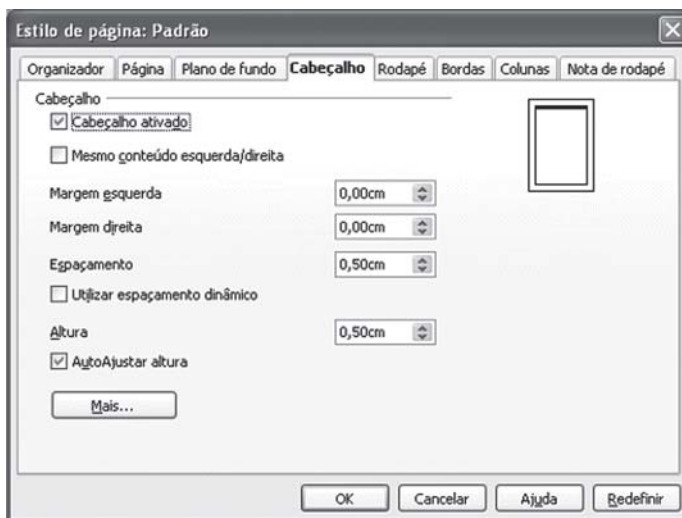 Estilo de página: Padrão
Organizador Página Plano de fundo Cabeçalho Rodapé Bordas Colunas Nota de rodapé
Cabeçalho
Cabeçalho ativado
Mesmo conteúdo esquerda/direita
Margem esquerda 0,00cm
Margem direita 0,00cm
Espaçamento 0,50cm
Utilizar espaçamento dinâmico
Altura 0,50cm
AutoAjustar altura
Mais...
OK Cancelar Ajuda Redefinir